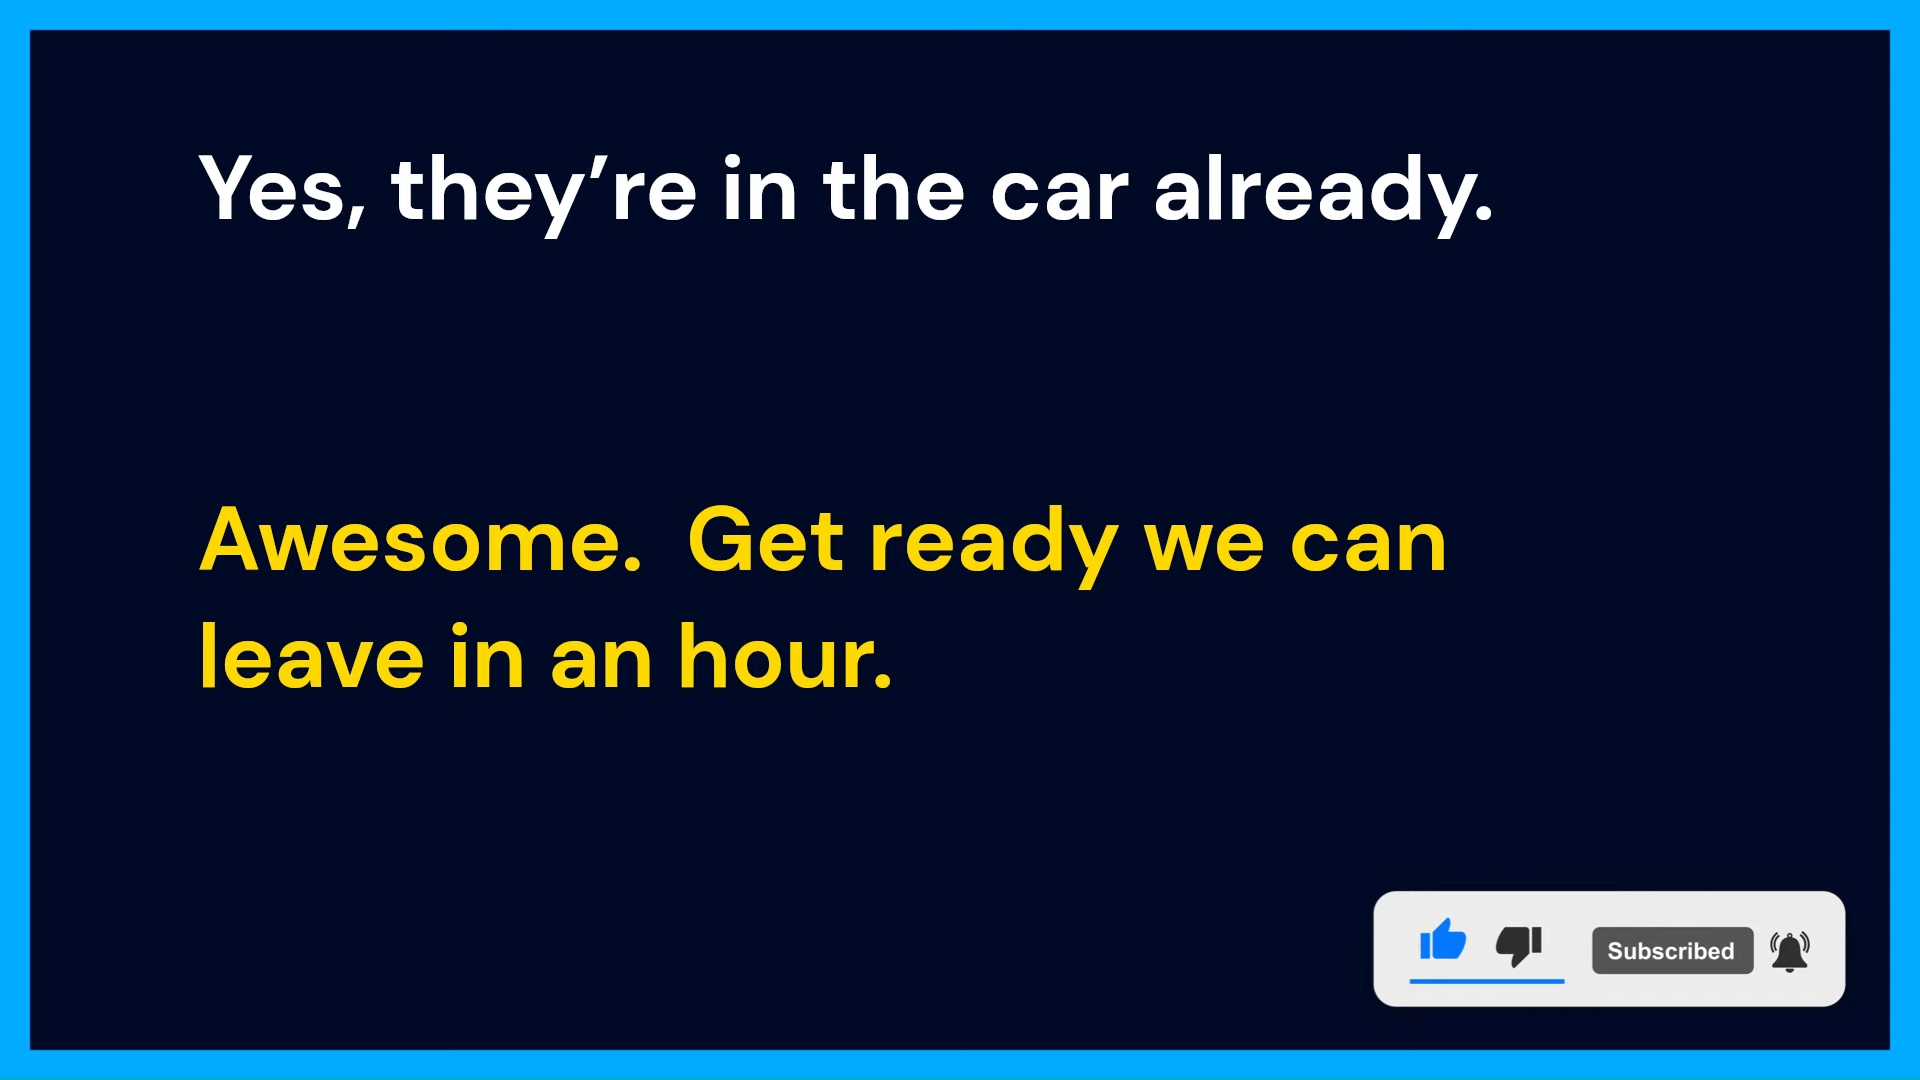 Yes, they’re in the car already.
Awesome.  Get ready we can
leave in an hour.
Subscribed